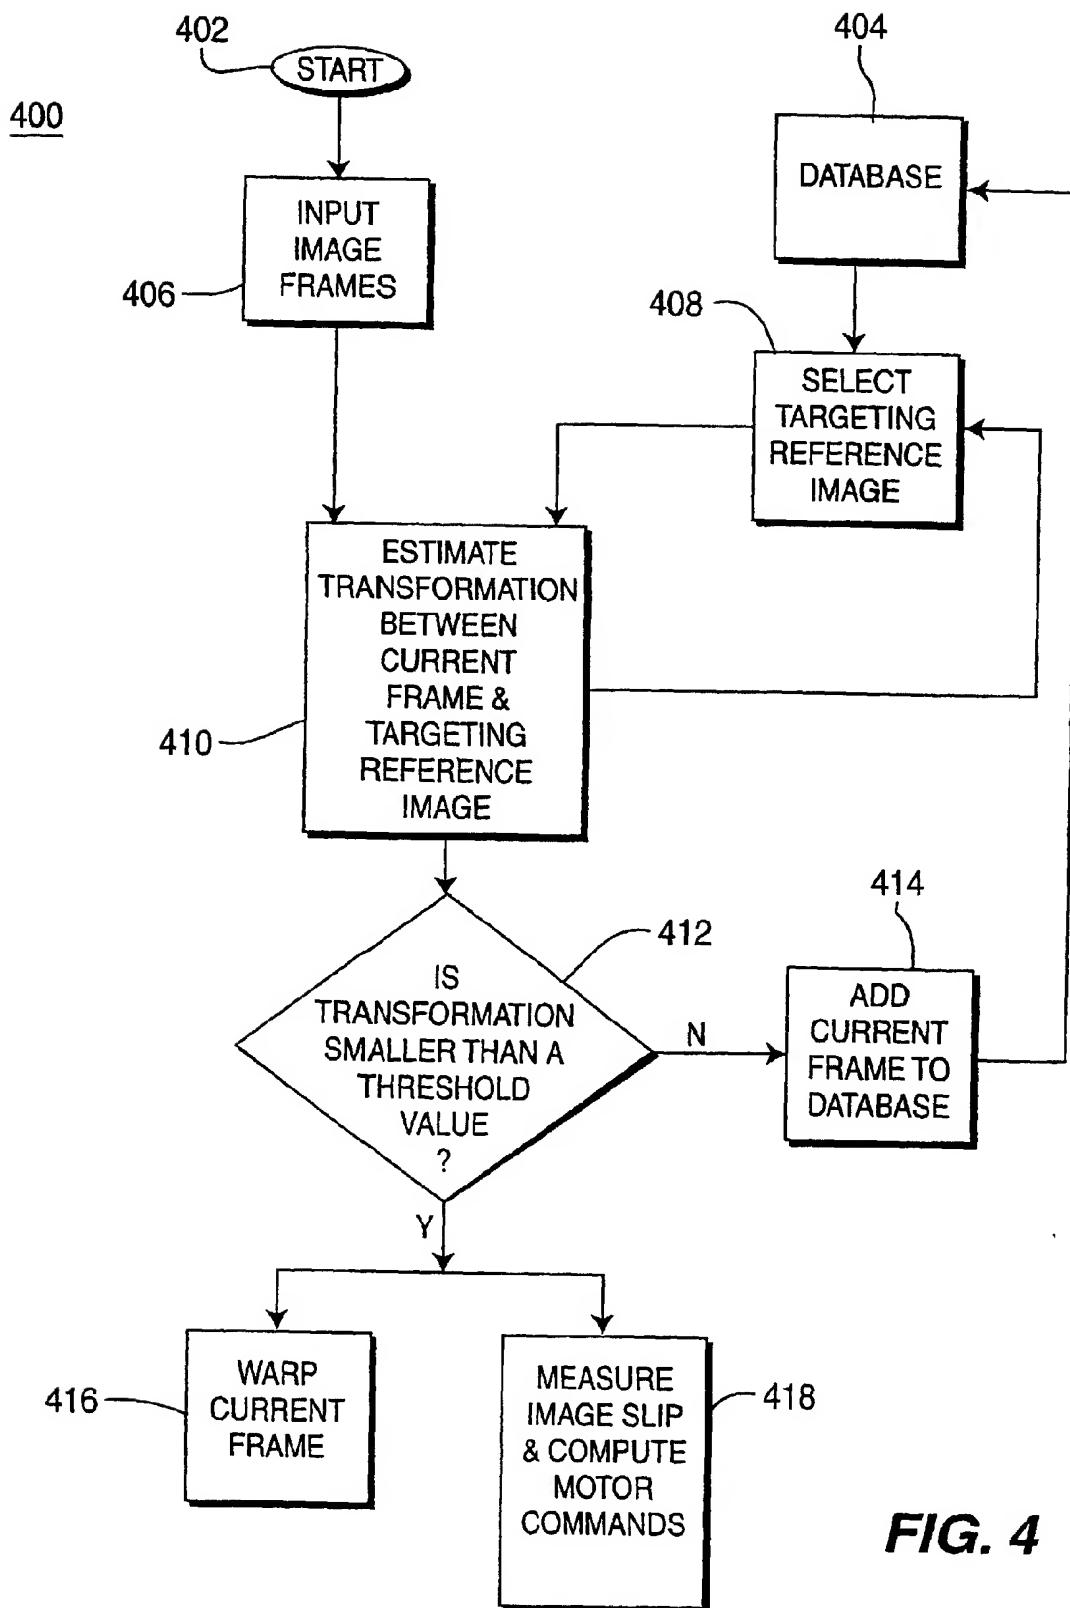 402
START
404
400
DATABASE
INPUT
IMAGE
FRAMES
406
408
SELECT
TARGETING
REFERENCE
IMAGE
ESTIMATE
TRANSFORMATION
BETWEEN
CURRENT
FRAME &
TARGETING
REFERENCE
IMAGE
410
412
414
IS
TRANSFORMATION
SMALLER THAN A
THRESHOLD
VALUE
?
N
ADD
CURRENT
FRAME TO
DATABASE
Y
WARP
CURRENT
FRAME
416
MEASURE
IMAGE SLIP
& COMPUTE
MOTOR
COMMANDS
418
FIG. 4